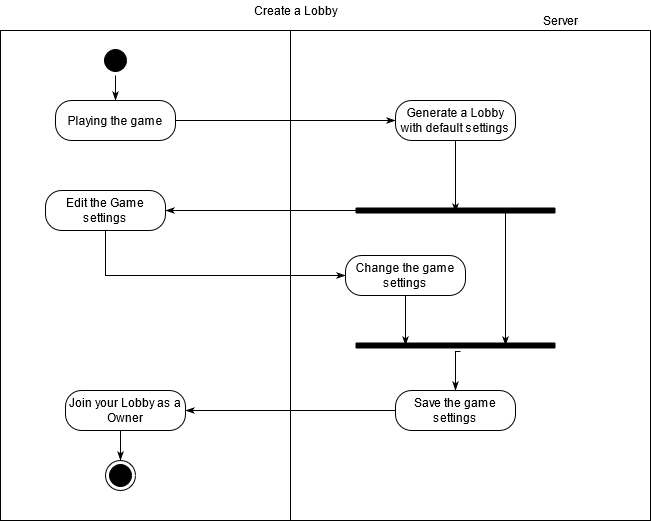 Create a Lobby
Server
Playing the game
Generate a Lobby
with default settings
Edit the Game
settings
Change the game
settings
Join your Lobby as a
Owner
Save the game
settings